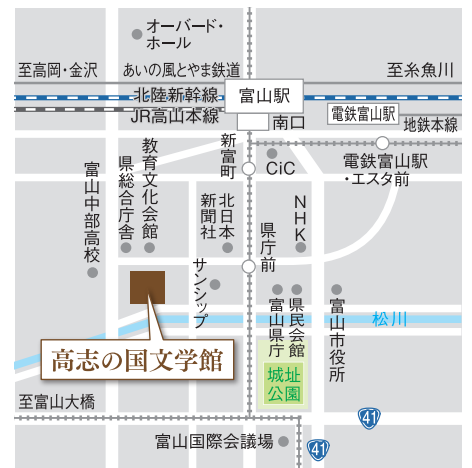 オーバード・
ホール
至高岡・金沢
あいの風とやま鉄道
至糸魚川
北陸新幹線
富山駅
JR高山本線
南口
電鉄富山駅
地鉄本線
新富町
CiC
電鉄富山駅
・エスタ前
教育文化会館
県総合庁舎
富山中部高校
北日本
新聞社
NHK
県庁前
サンシップ
県民会館
富山県庁
富山市役所
松川
高志の国文学館
城址
公園
至富山大橋
41
富山国際会議場
41